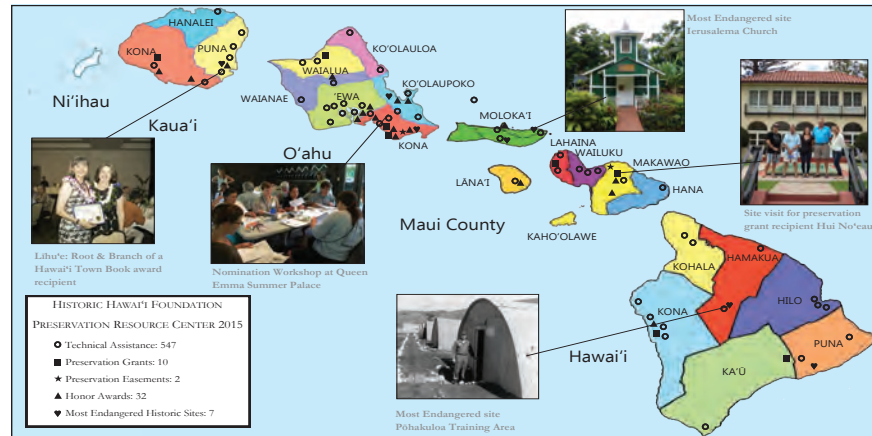 HANALEI
KONA
PUNA
Ni‘ihau
Kaua‘i
KO‘OLAULOA
WAIALUA
KO‘OLAUPOKO
WAIANAE
‘EWA
KONA
O‘ahu
MOLOKA‘I
LAHAINA
WAILUKU
MAKAWAO
LĀNA‘I
HANA
Maui County
KAHO‘OLAWE
KOHALA
HAMAKUA
KONA
HILO
PUNA
KA‘Ū
Hawai‘i
Most Endangered site
Ierusalema Church
Site visit for preservation
grant recipient Hui No‘eau
Lihu‘e: Root & Branch of a
Hawai‘i Town Book award
recipient
Nomination Workshop at Queen
Emma Summer Palace
Most Endangered site
Pōhakuloa Training Area
HISTORIC HAWAI‘I FOUNDATION
PRESERVATION RESOURCE CENTER 2015
Technical Assistance: 547
Preservation Grants: 10
Preservation Easements: 2
Honor Awards: 32
Most Endangered Historic Sites: 7